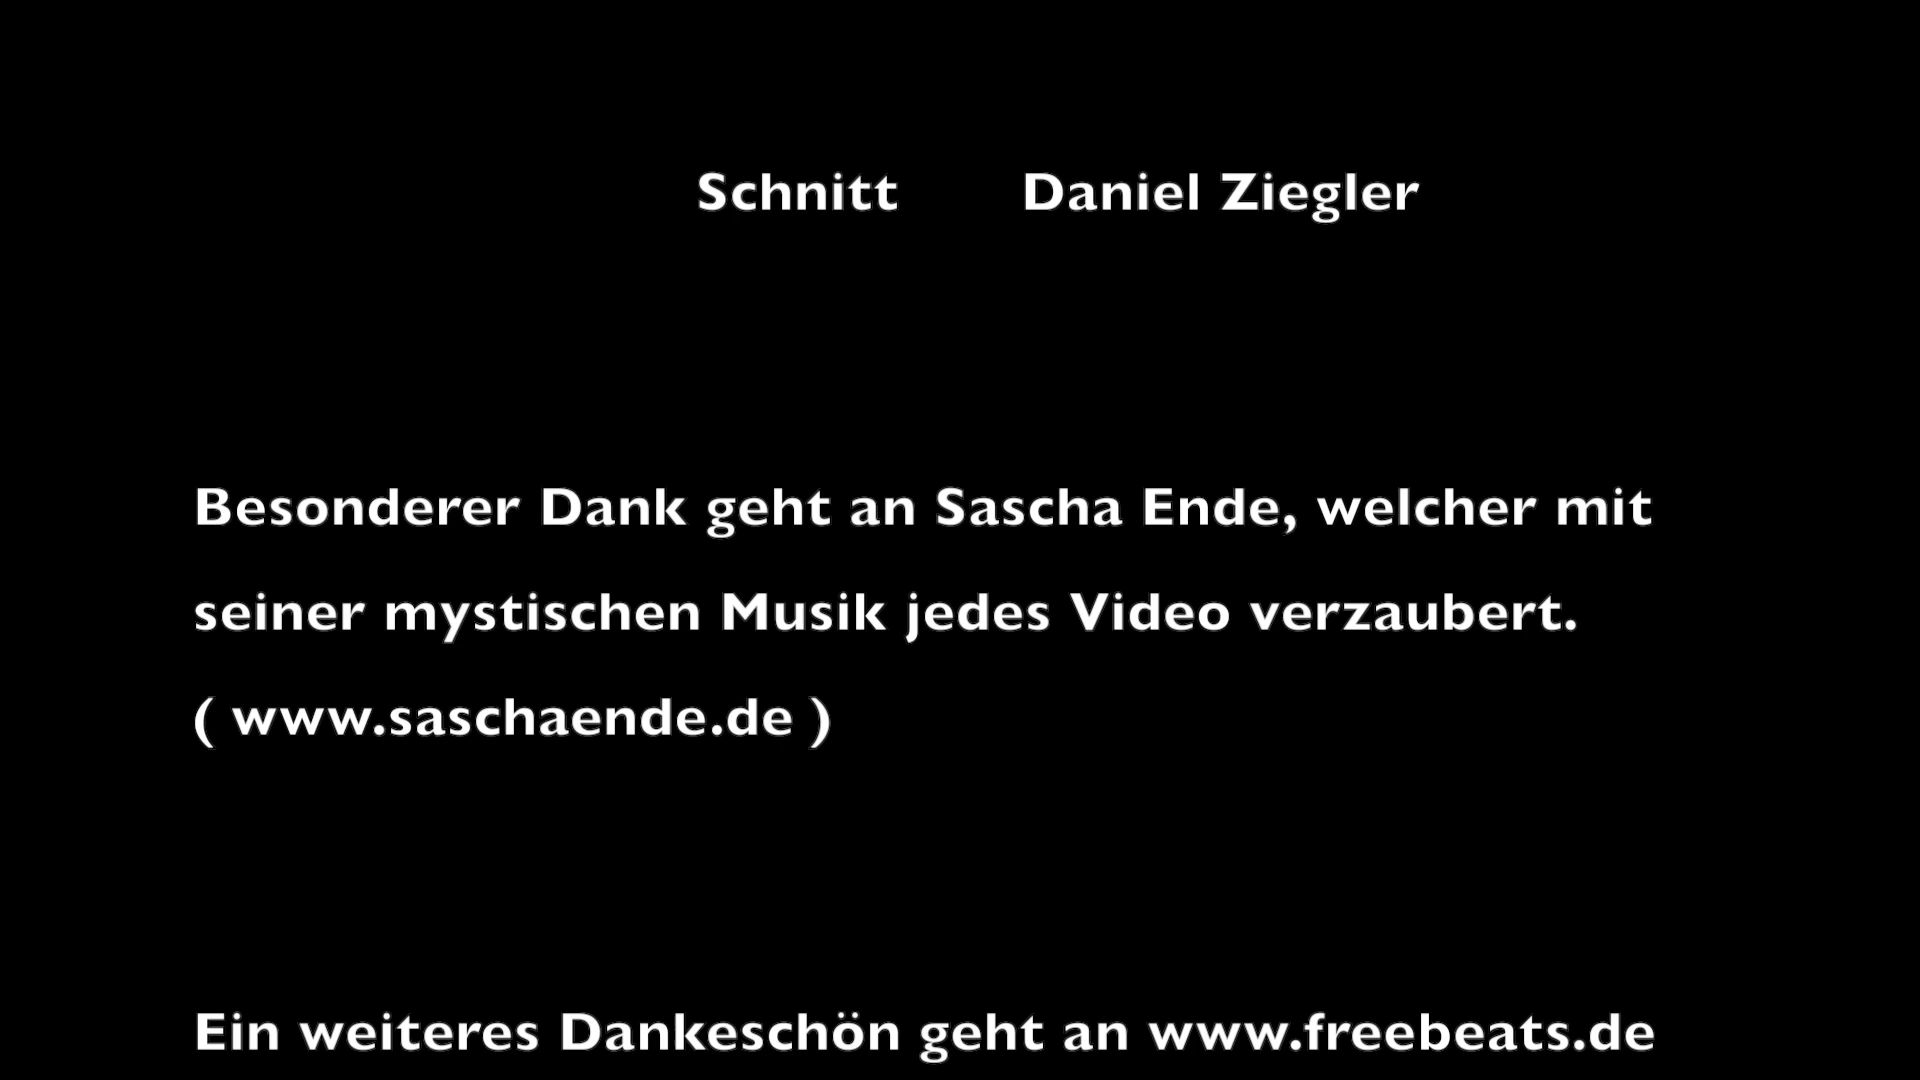 Schnitt Daniel Ziegler
Besonderer Dank geht an Sascha Ende, welcher mit
seiner mystischen Musik jedes Video verzaubert.
( www.saschaende.de )
Ein weiteres Dankeschön geht an www.freebeats.de